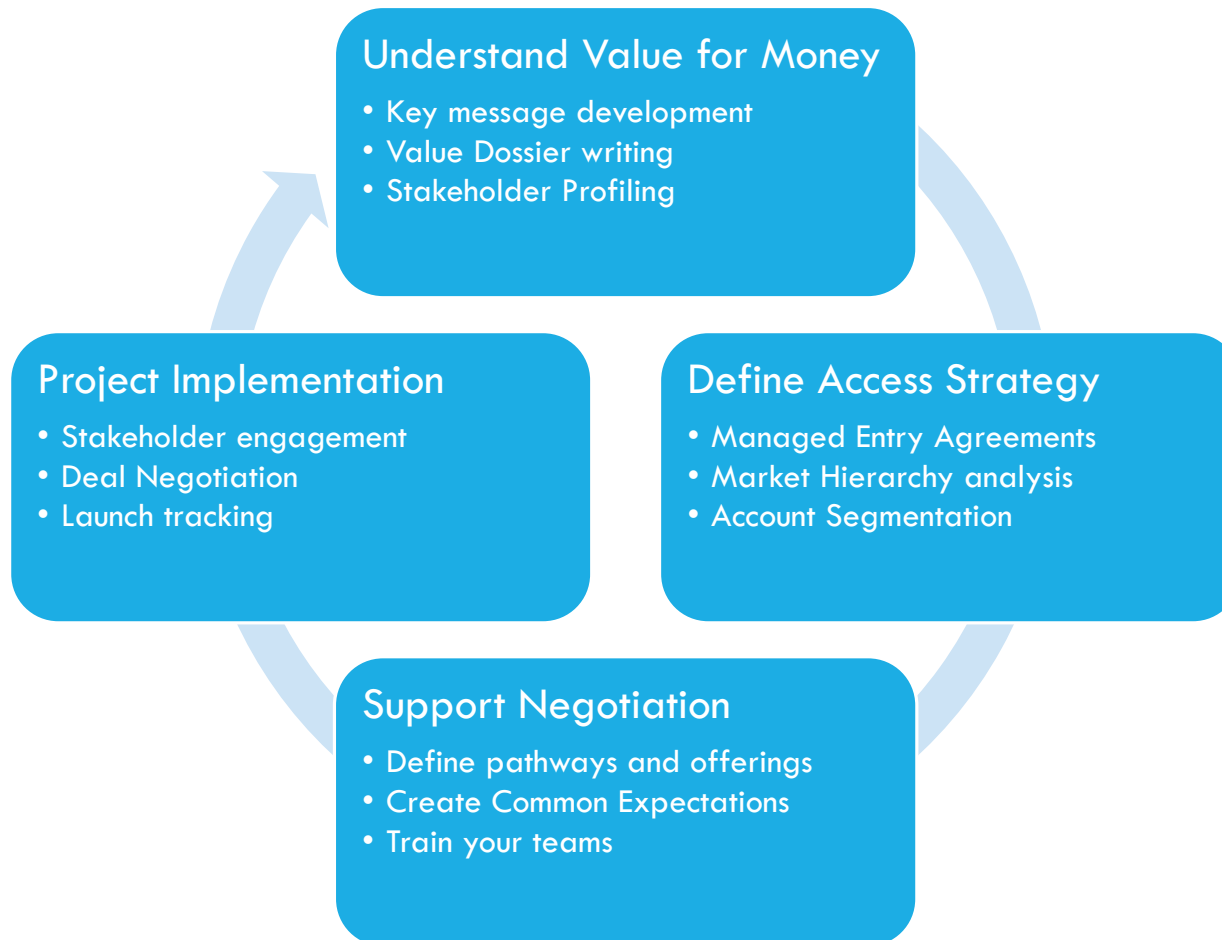 Understand Value for Money
• Key message development
• Value Dossier writing
• Stakeholder Profiling
Define Access Strategy
• Managed Entry Agreements
• Market Hierarchy analysis
• Account Segmentation
Support Negotiation
• Define pathways and offerings
• Create Common Expectations
• Train your teams
Project Implementation
• Stakeholder engagement
• Deal Negotiation
• Launch tracking